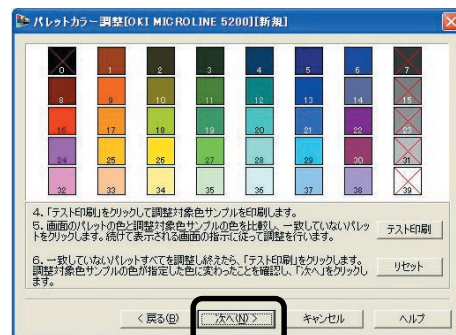 パレットカラー調整[OKI MICROLINE 5200][新規]
0 1 2 3 4 5 6 7
8 9 10 11 12 13 14 15
16 17 18 19 20 21 22 23
24 25 26 27 28 29 30 31
32 33 34 35 36 37 38 39
4. 「テスト印刷」をクリックして調整対象色サンプルを印刷します。
5. 画面のパレットの色と調整対象色サンプルの色を比較し、一致していないパレッ
トをクリックします。続けて表示される画面の指示に従って調整を行います。
テスト印刷
6. 一致していないパレットすべてを調整し終えたら、「テスト印刷」をクリックします。
調整対象色サンプルの色が指定した色に変わったことを確認し、「次へ」をクリックし
ます。
リセット
< 戻る(B) 次へ(N) > キャンセル ヘルプ